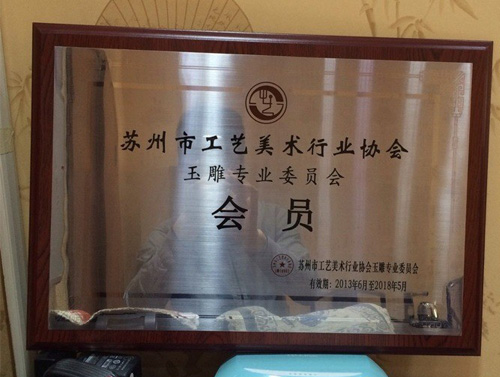 苏州市工艺美术行业协会
玉雕专业委员会
会员
苏州市工艺美术行业协会玉雕专业委员会
有效期：2013年6月至2018年5月